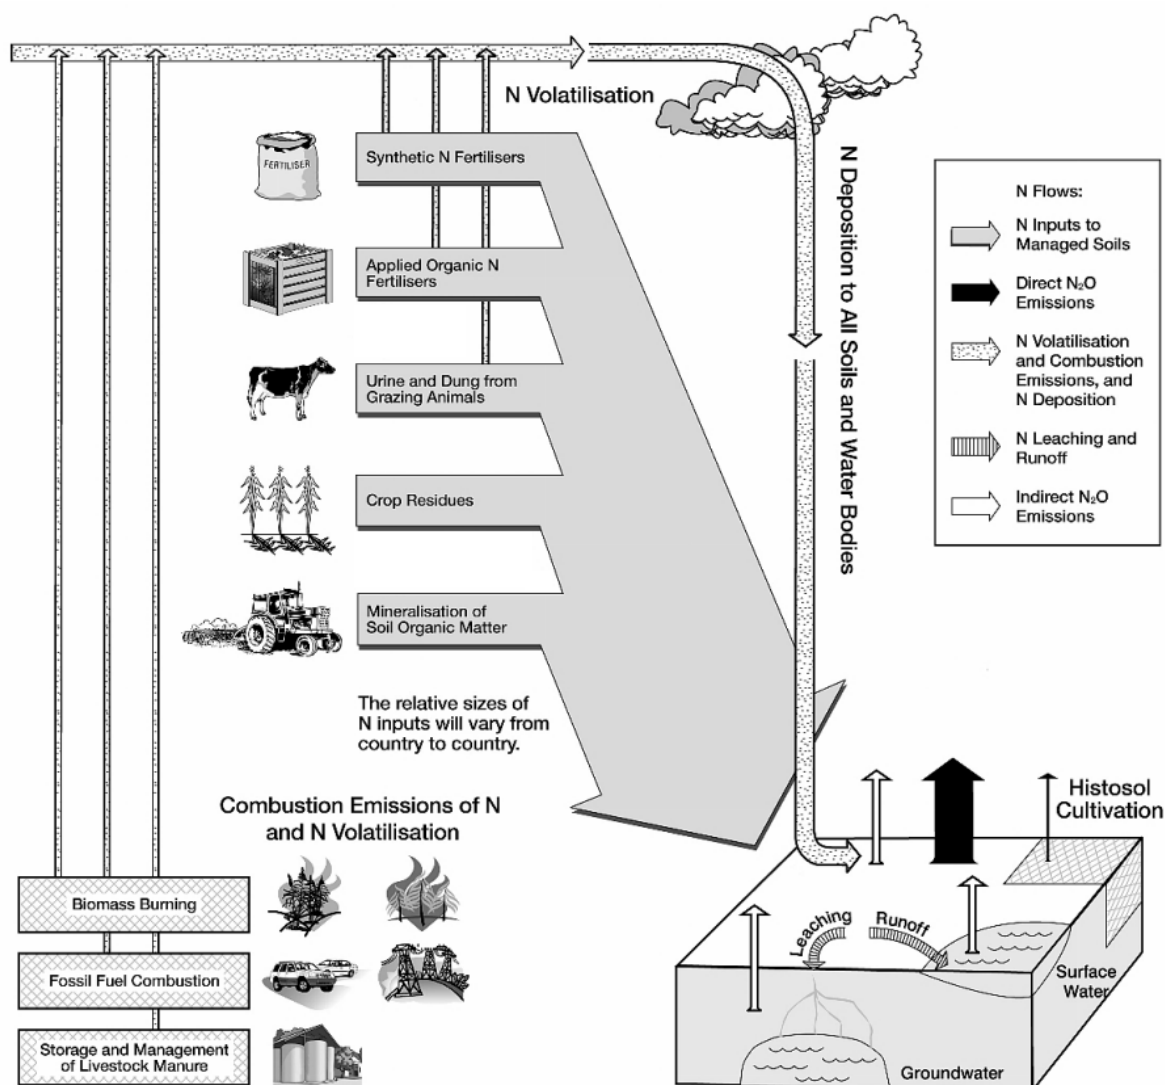 N Volatilisation
FERTILISER
Synthetic N Fertilisers
Applied Organic N
Fertilisers
Urine and Dung from
Grazing Animals
Crop Residues
Mineralisation of
Soil Organic Matter
The relative sizes of
N inputs will vary from
country to country.
N Deposition to All Soils and Water Bodies
N Flows:
N Inputs to
Managed Soils
Direct N₂O
Emissions
N Volatilisation
and Combustion
Emissions, and
N Deposition
N Leaching and
Runoff
Indirect N₂O
Emissions
Combustion Emissions of N
and N Volatilisation
Biomass Burning
Fossil Fuel Combustion
Storage and Management
of Livestock Manure
Histosol
Cultivation
Leaching
Runoff
Surface
Water
Groundwater